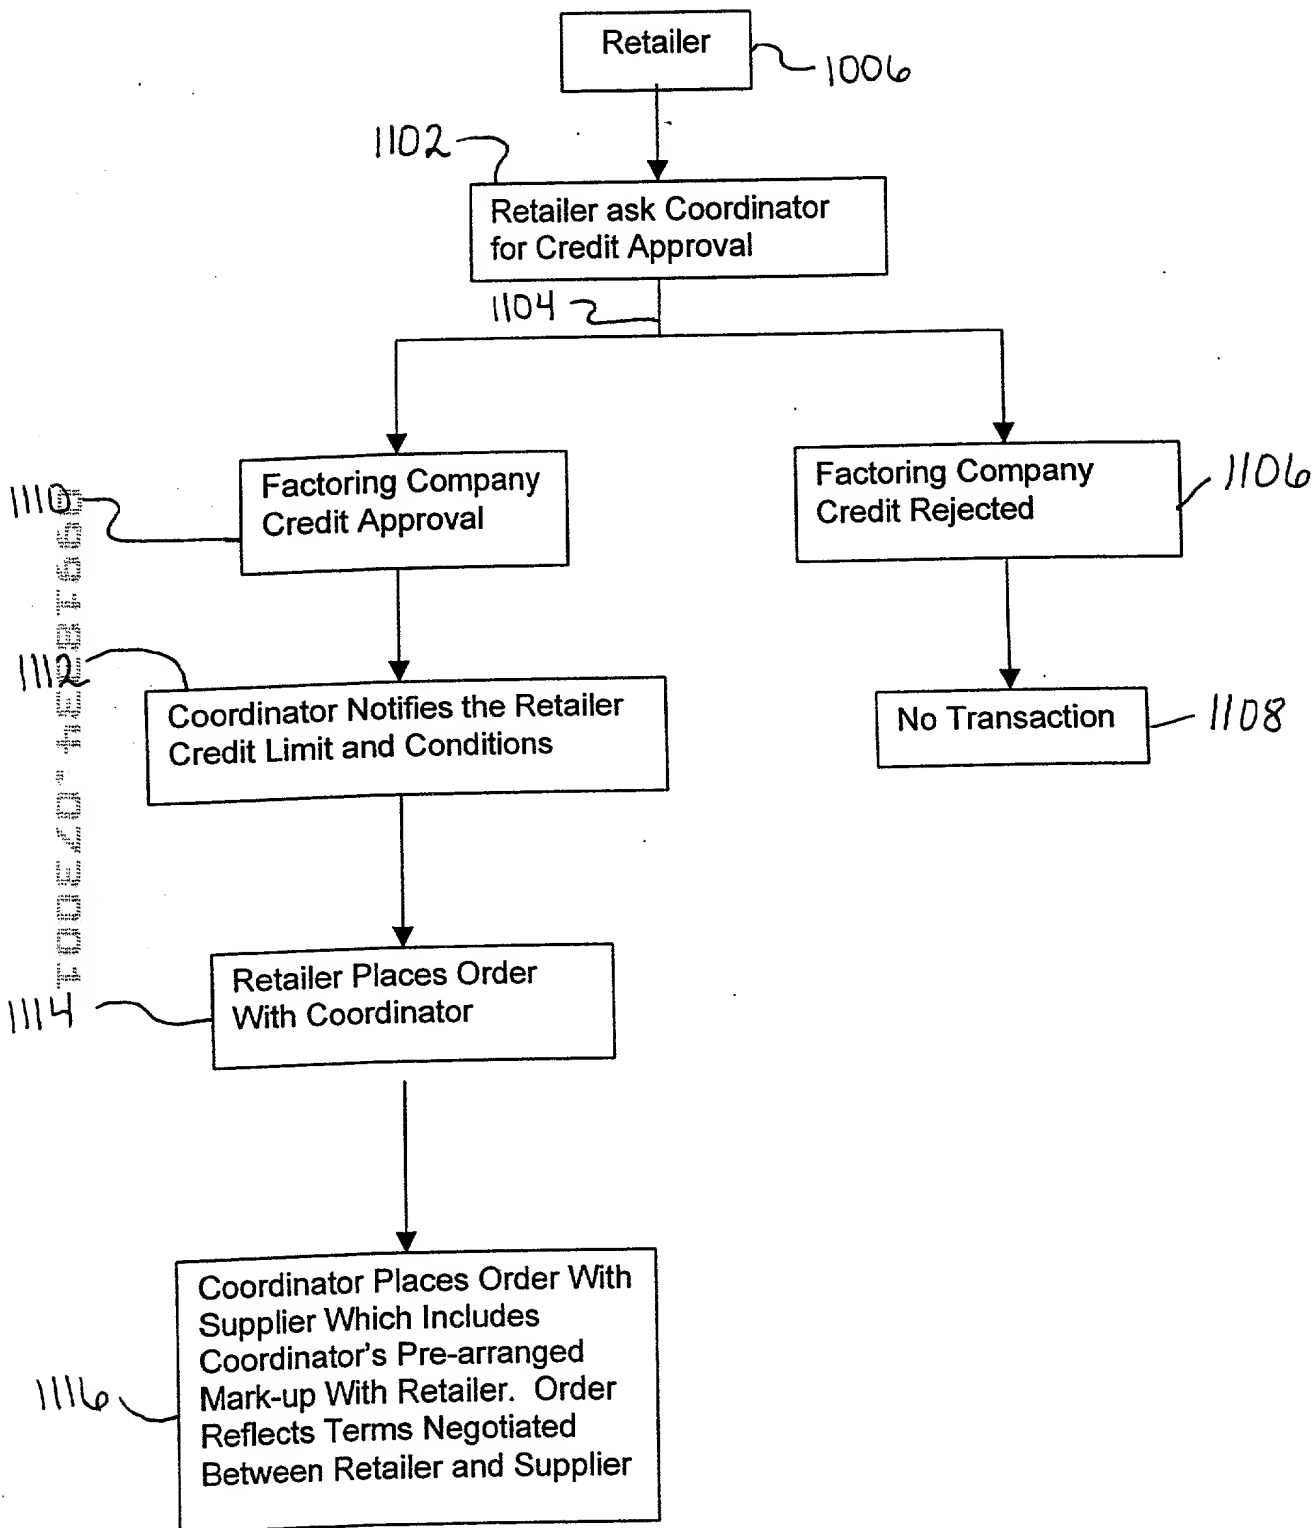 Retailer
1006
1102
Retailer ask Coordinator
for Credit Approval
1104
Factoring Company
Credit Approval
1110
Factoring Company
Credit Rejected
1106
1112
Coordinator Notifies the Retailer
Credit Limit and Conditions
No Transaction
1108
Retailer Places Order
With Coordinator
1114
Coordinator Places Order With
Supplier Which Includes
Coordinator's Pre-arranged
Mark-up With Retailer. Order
Reflects Terms Negotiated
Between Retailer and Supplier
1116